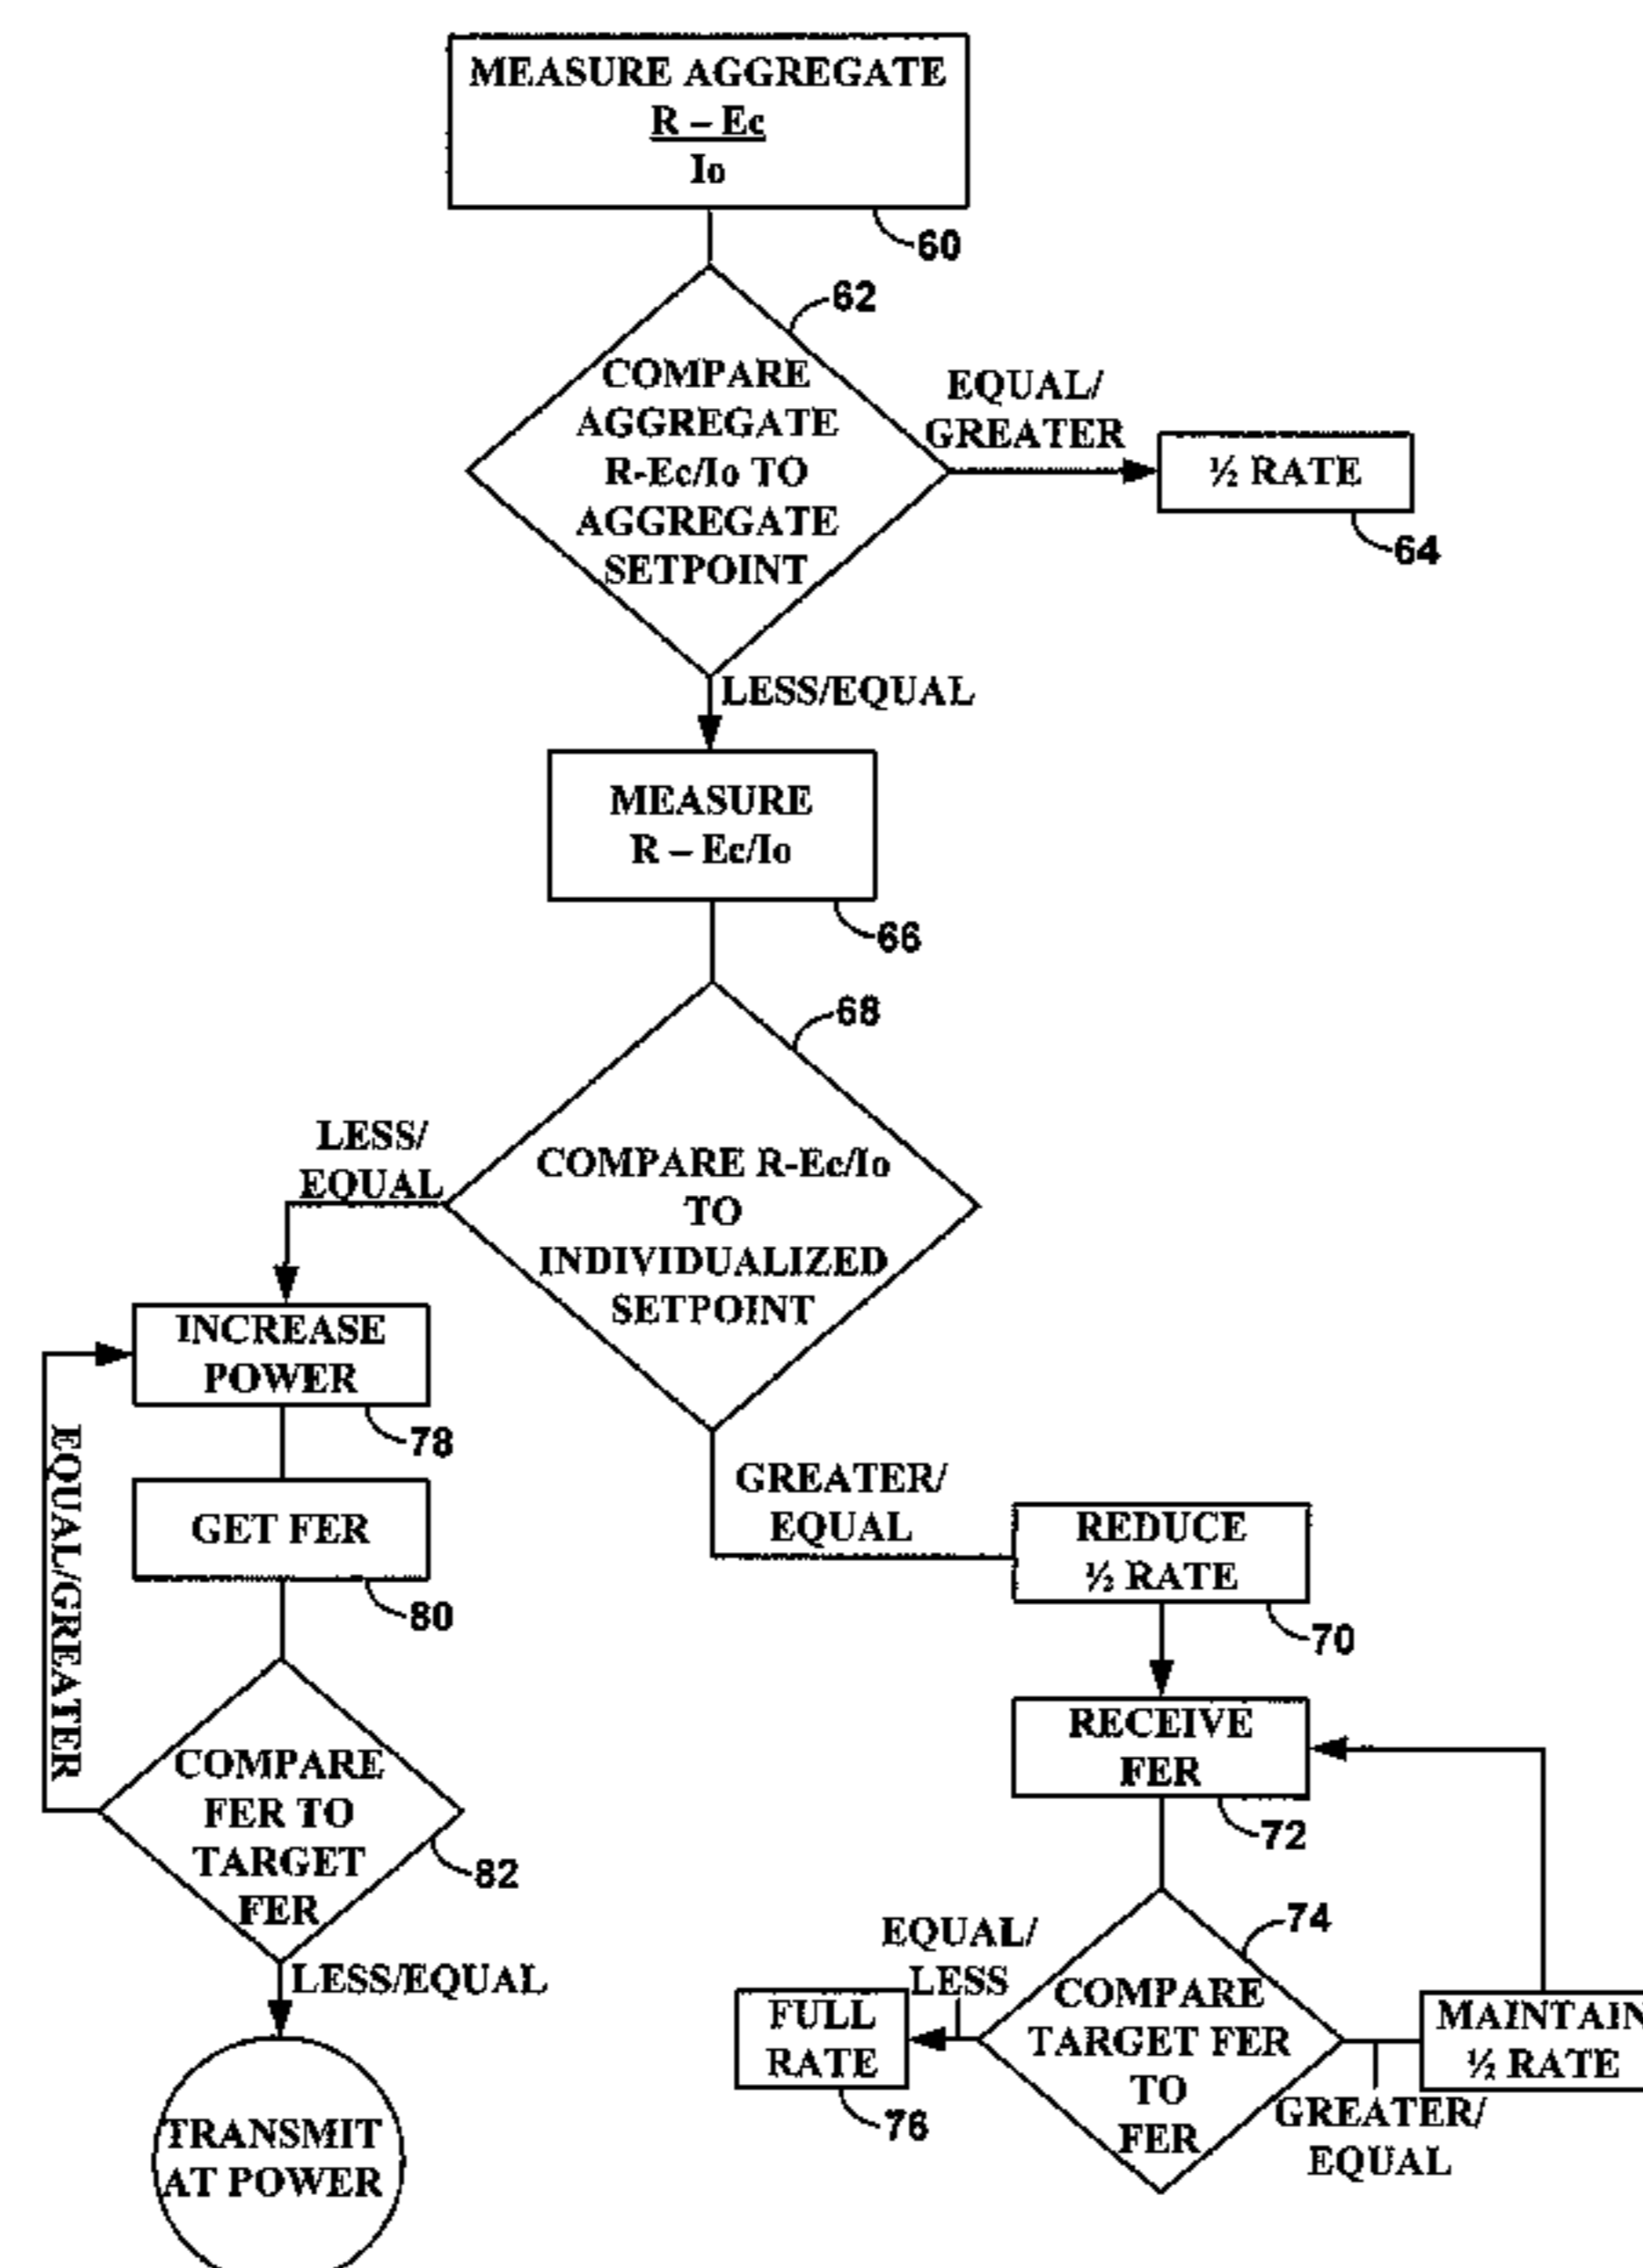 MEASURE AGGREGATE
R – Ec
Io
60
62
COMPARE
AGGREGATE
R-Ec/Io TO
AGGREGATE
SETPOINT
EQUAL/
GREATER
½ RATE
64
LESS/EQUAL
MEASURE
R – Ec/Io
66
68
COMPARE R-Ec/Io
TO
INDIVIDUALIZED
SETPOINT
LESS/
EQUAL
INCREASE
POWER
78
GET FER
80
EQUAL/GREATER
COMPARE
FER TO
TARGET
FER
82
LESS/EQUAL
TRANSMIT
AT POWER
GREATER/
EQUAL
REDUCE
½ RATE
70
RECEIVE
FER
72
74
COMPARE
TARGET FER
TO
FER
EQUAL/
LESS
FULL
RATE
76
GREATER/
EQUAL
MAINTAIN
½ RATE